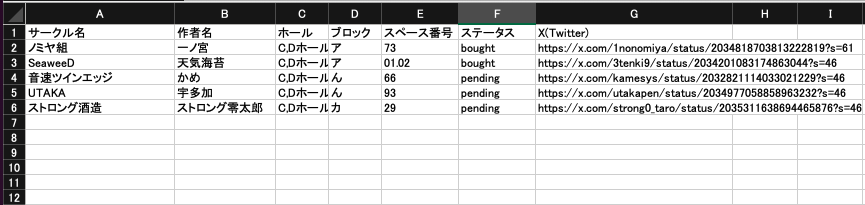 A B C D E F G H I
1 サークル名 作者名 ホール ブロック スペース番号 ステータス X(Twitter)
2 ノミヤ組 一ノ宮 C,Dホール ア 73 bought https://x.com/1nonomiya/status/2034818703813222819?s=61
3 SeaweeD 天気海苔 C,Dホール ア 01.02 bought https://x.com/3tenki9/status/2034201083174863044?s=46
4 音速ツインエッジ かめ C,Dホール ん 66 pending https://x.com/kamesys/status/2032821114033021229?s=46
5 UTAKA 宇多加 C,Dホール ん 93 pending https://x.com/utakapen/status/2034977058858963232?s=46
6 ストロング酒造 ストロング零太郎 C,Dホール カ 29 pending https://x.com/strong0_taro/status/2035311638694465876?s=46
7
8
9
10
11
12